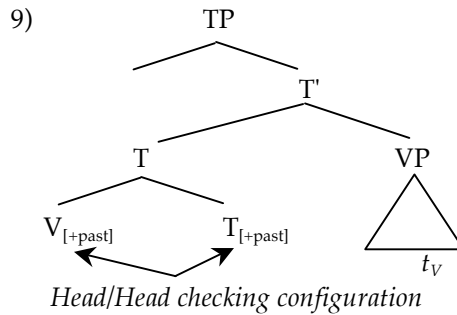 9) TP
T'
T VP
V[+past] T[+past]
tV
Head/Head checking configuration